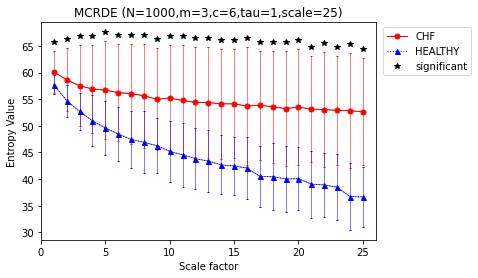 MCRDE (N=1000,m=3,c=6,tau=1,scale=25)
CHF
HEALTHY
significant
Entropy Value
65
60
55
50
45
40
35
30
0 5 10 15 20 25
Scale factor